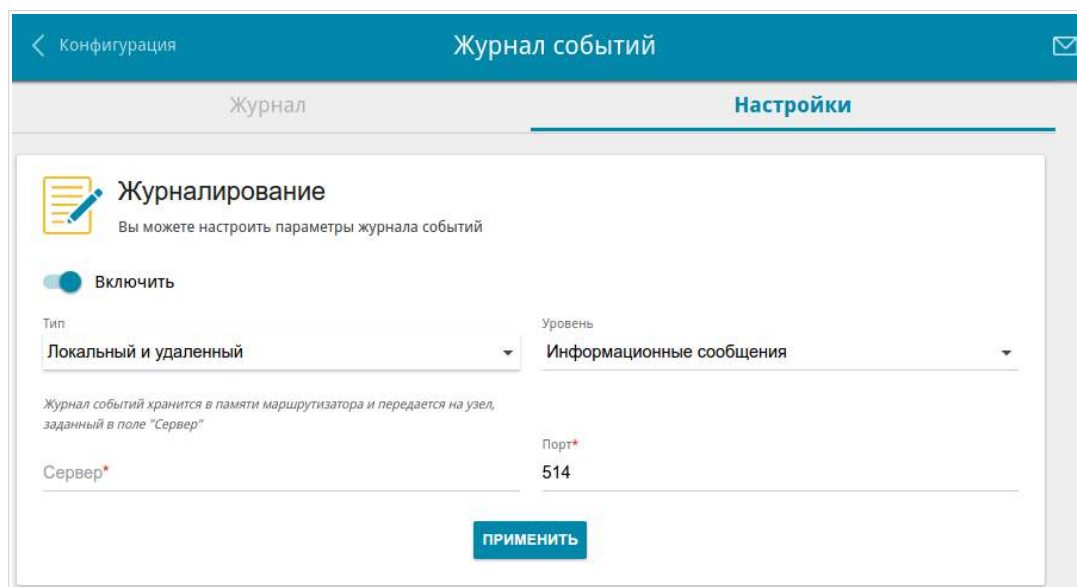 Конфигурация
Журнал событий
Журнал
Настройки
Журналирование
Вы можете настроить параметры журнала событий
Включить
Тип
Уровень
Локальный и удаленный
Информационные сообщения
Журнал событий хранится в памяти маршрутизатора и передается на узел,
заданный в поле "Сервер"
Порт*
Сервер*
514
ПРИМЕНИТЬ